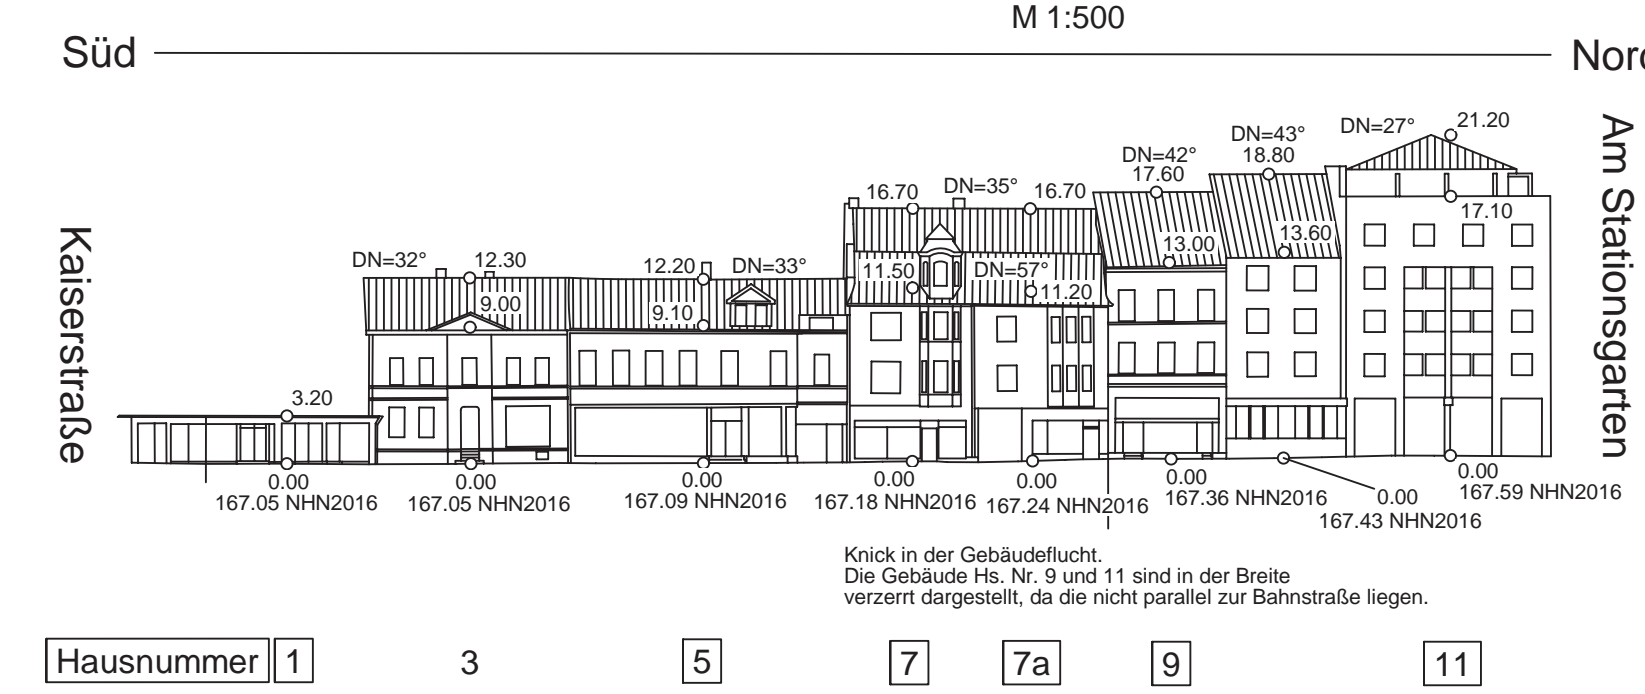 M 1:500
Süd
Nord
Kaiserstraße
Am Stationsgarten
3.20
0.00
167.05 NHN2016
DN=32°
12.30
9.00
0.00
167.05 NHN2016
12.20
DN=33°
9.10
0.00
167.09 NHN2016
16.70
DN=35°
16.70
11.50
DN=57°
11.20
0.00
167.18 NHN2016
0.00
167.24 NHN2016
DN=42°
17.60
13.00
0.00
167.36 NHN2016
DN=43°
18.80
13.60
0.00
167.43 NHN2016
DN=27°
21.20
17.10
0.00
167.59 NHN2016
Knick in der Gebäudeflucht.
Die Gebäude Hs. Nr. 9 und 11 sind in der Breite
verzerrt dargestellt, da die nicht parallel zur Bahnstraße liegen.
Hausnummer 1 3 5 7 7a 9 11